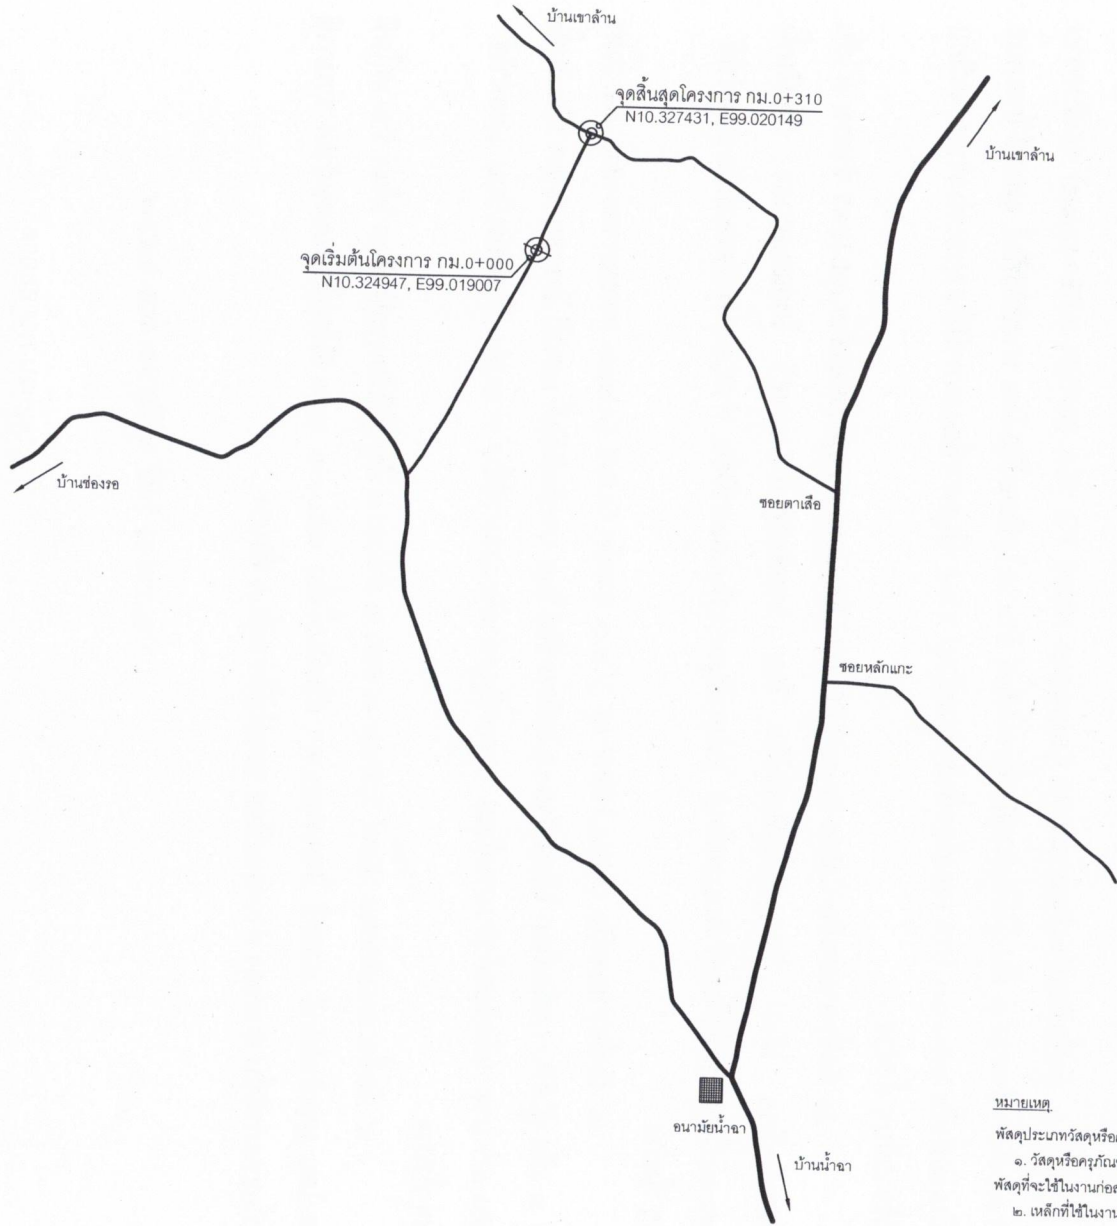 บ้านเขาล้าน
จุดสิ้นสุดโครงการ กม.0+310
N10.327431, E99.020149
บ้านเขาล้าน
จุดเริ่มต้นโครงการ กม.0+000
N10.324947, E99.019007
บ้านช่องรอ
ซอยตาเสือ
ซอยหลักแกะ
อนามัยน้ำฉา
บ้านน้ำฉา
หมายเหตุ
พัสดุประเภทวัสดุหรือ
๑. วัสดุหรือครุภัณ
พัสดุที่จะใช้ในงานก่อ
๒. เหล็กที่ใช้ในงาน